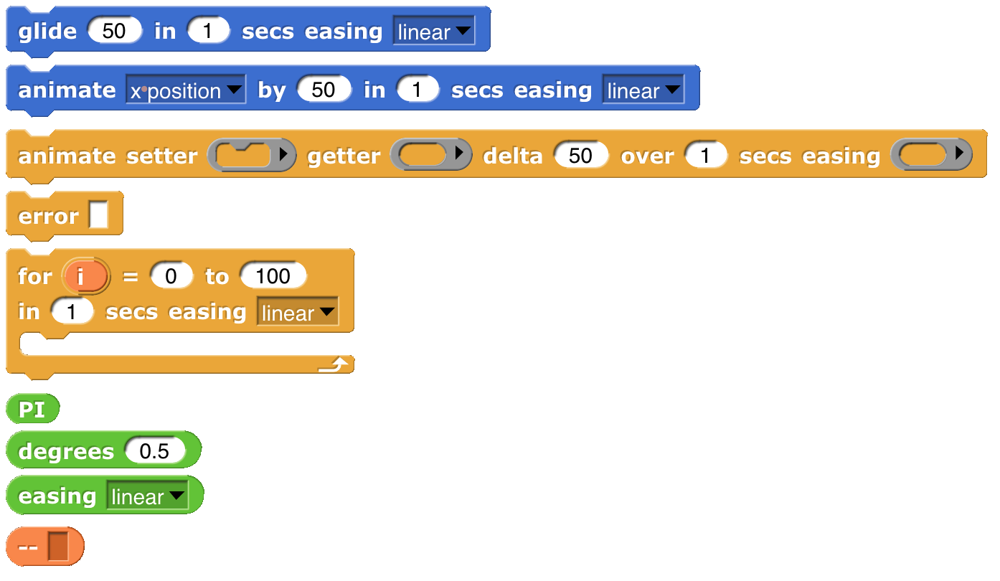 glide 50 in 1 secs easing linear
animate x position by 50 in 1 secs easing linear
animate setter getter delta 50 over 1 secs easing
error
for i = 0 to 100
in 1 secs easing linear
PI
degrees 0.5
easing linear
--